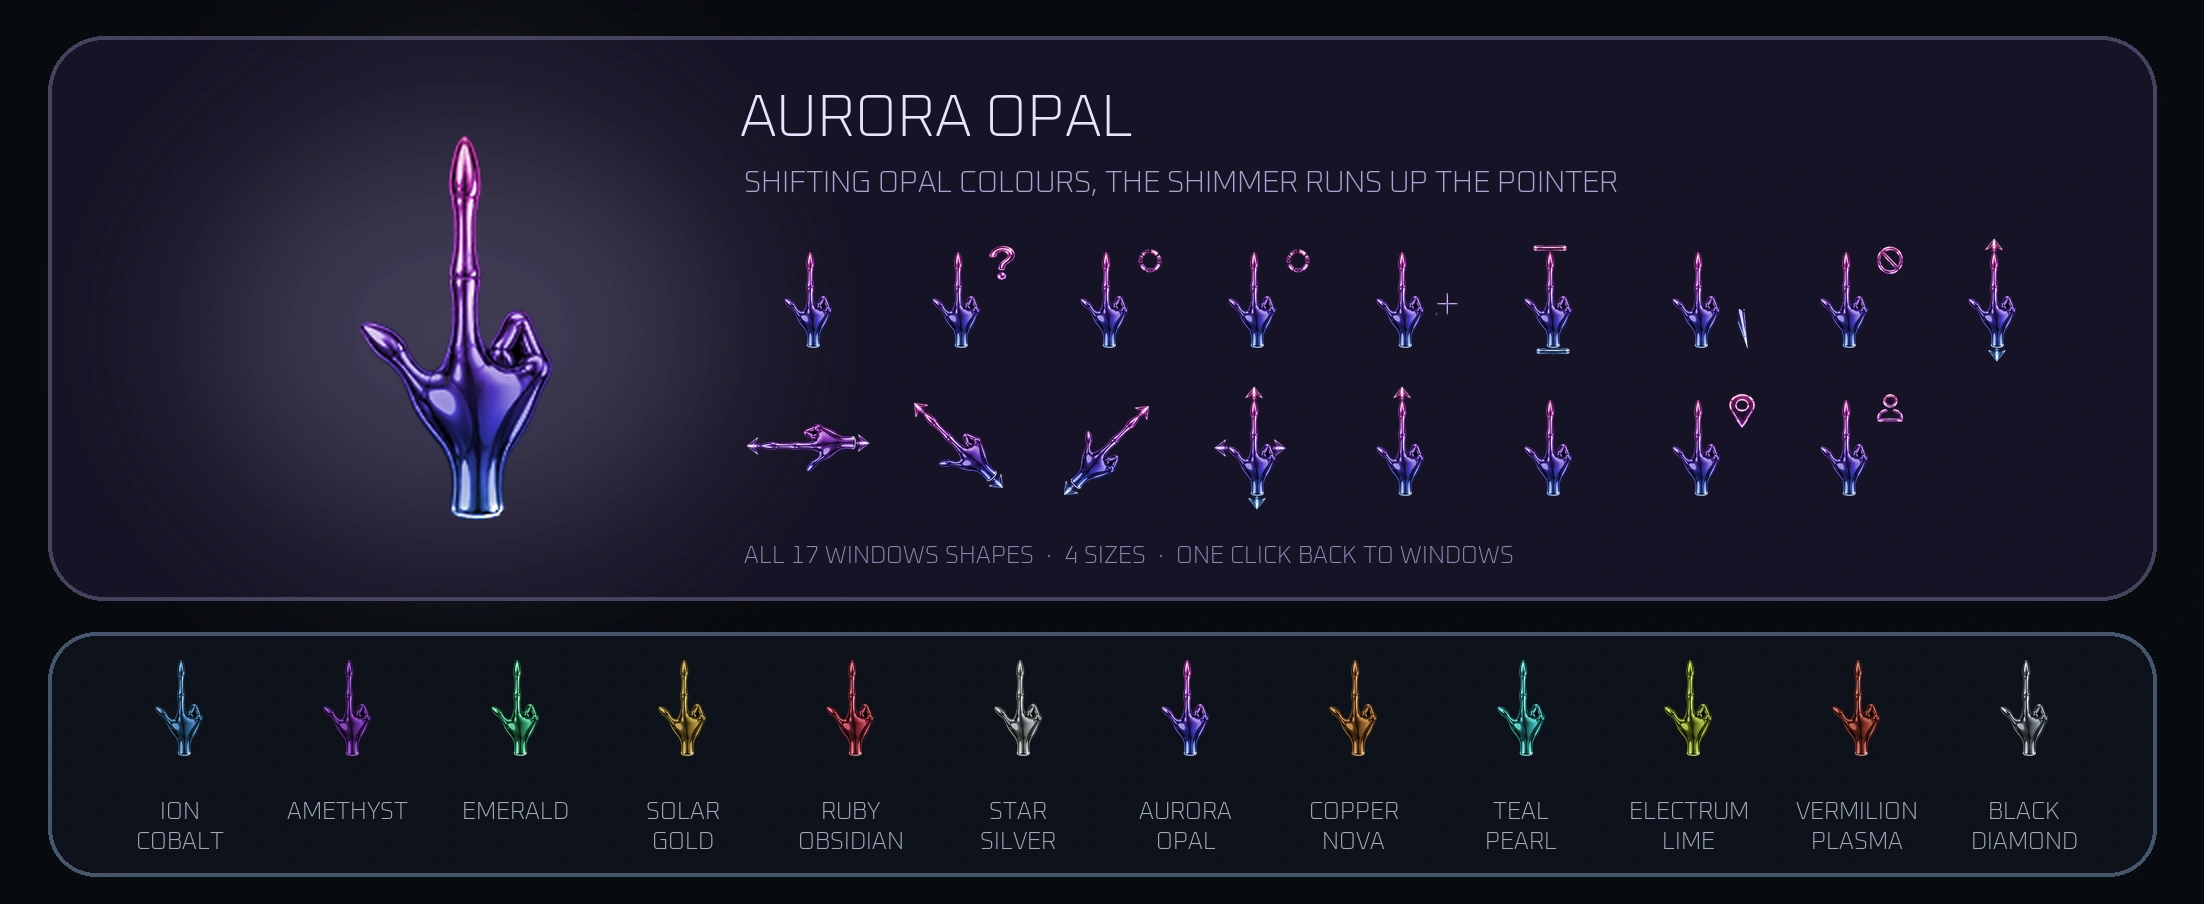 AURORA OPAL
SHIFTING OPAL COLOURS, THE SHIMMER RUNS UP THE POINTER
ALL 17 WINDOWS SHAPES · 4 SIZES · ONE CLICK BACK TO WINDOWS
ION COBALT
AMETHYST
EMERALD
SOLAR GOLD
RUBY OBSIDIAN
STAR SILVER
AURORA OPAL
COPPER NOVA
TEAL PEARL
ELECTRUM LIME
VERMILION PLASMA
BLACK DIAMOND